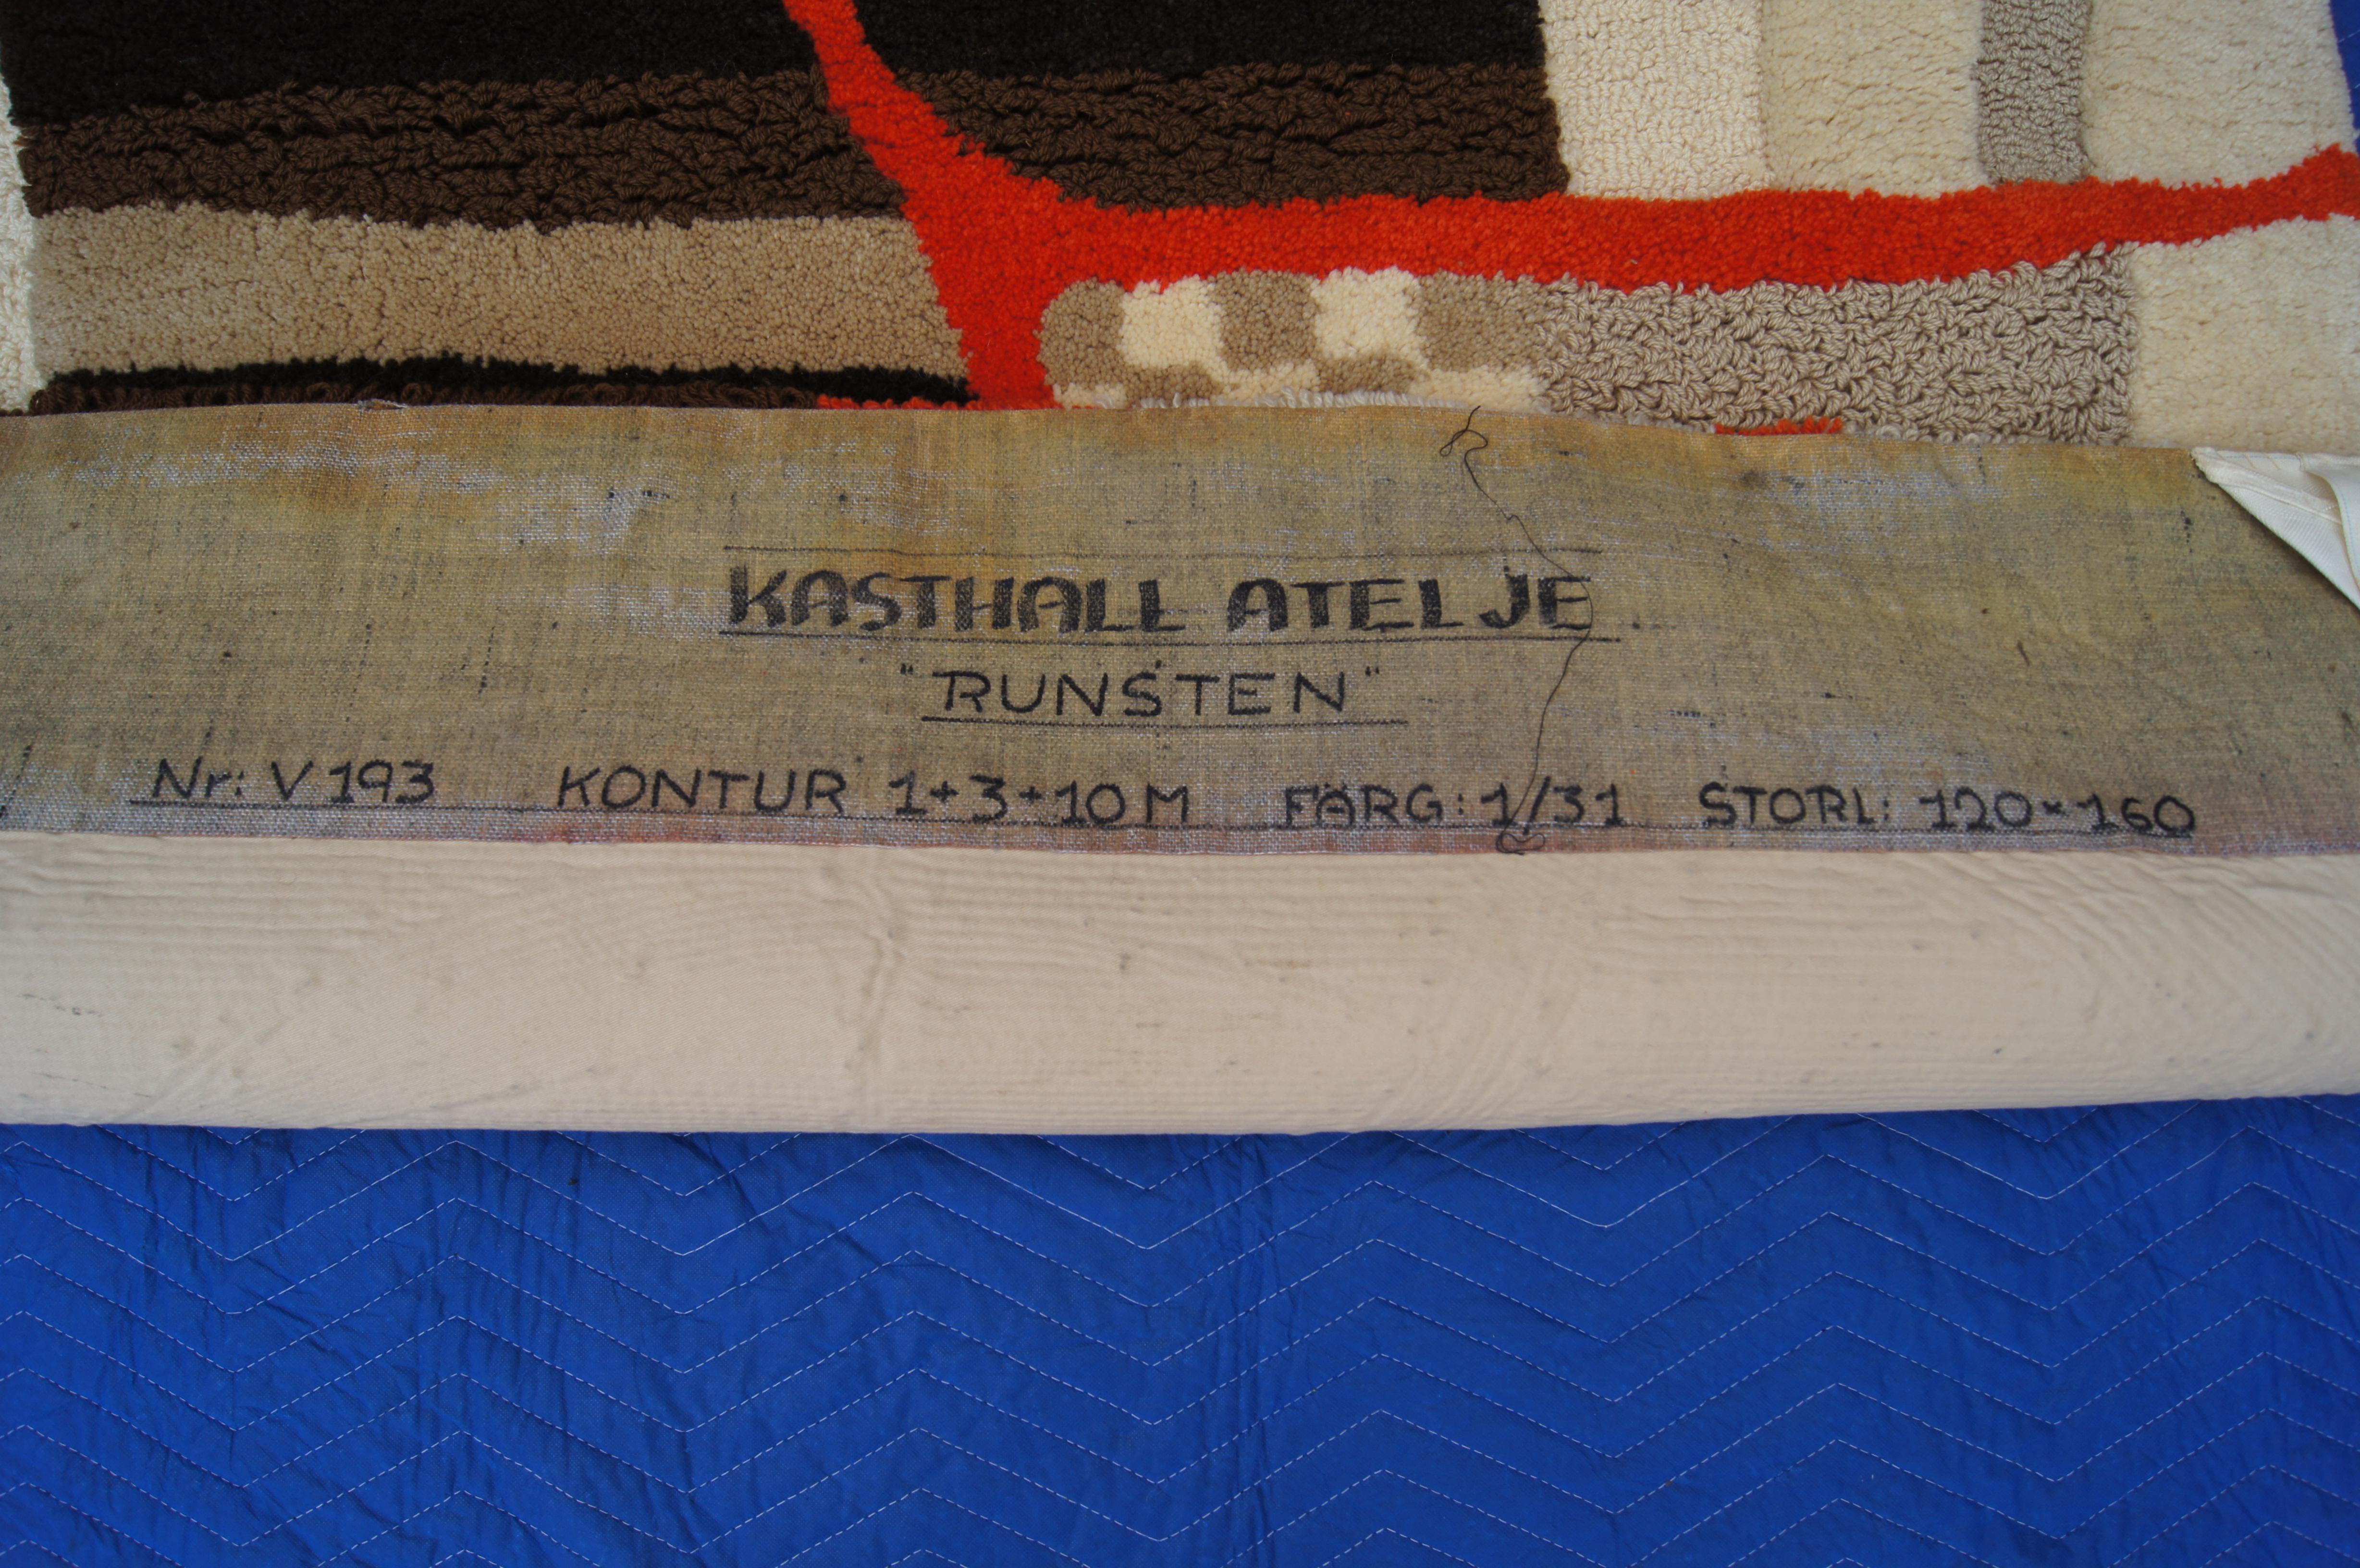 KASTHALL ATELJE
"RUNSTEN"
Nr: V 193 KONTUR 1+3+10 M FÄRG: 1/31 STORL: 120×160